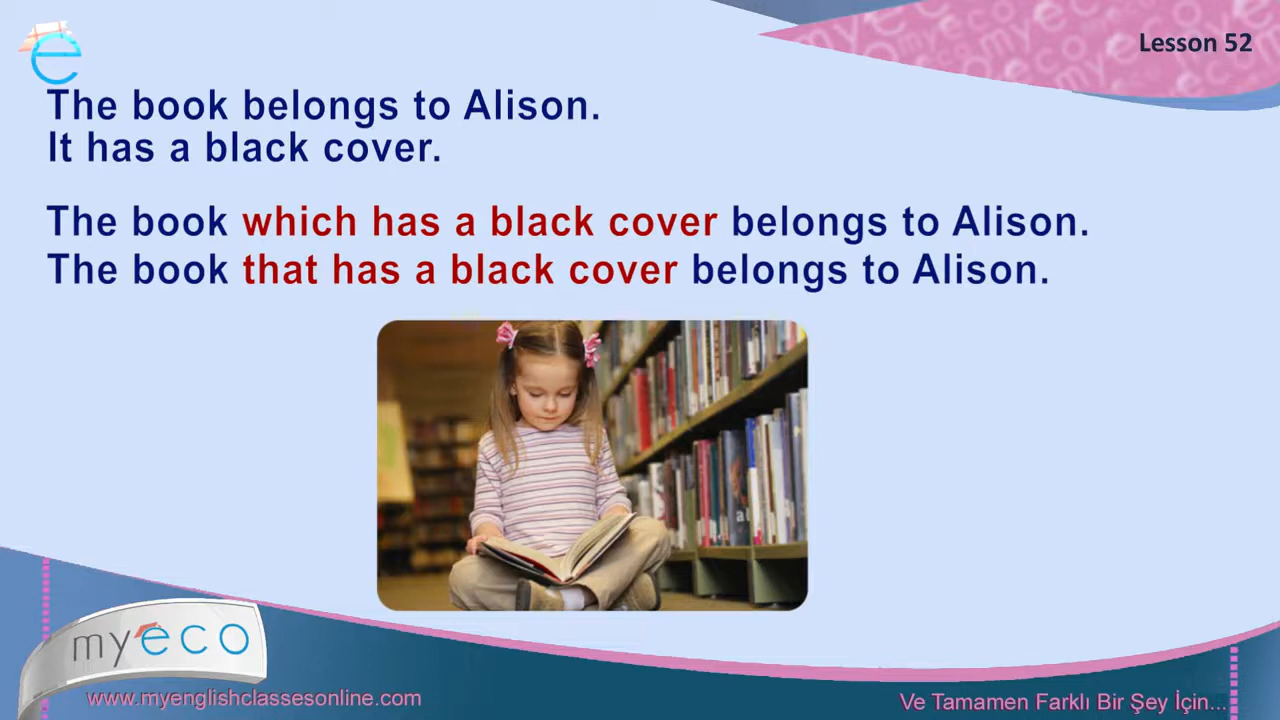 Lesson 52
The book belongs to Alison.
It has a black cover.
The book which has a black cover belongs to Alison.
The book that has a black cover belongs to Alison.
myeco
www.myenglishclassesonline.com
Ve Tamamen Farklı Bir Şey İçin...